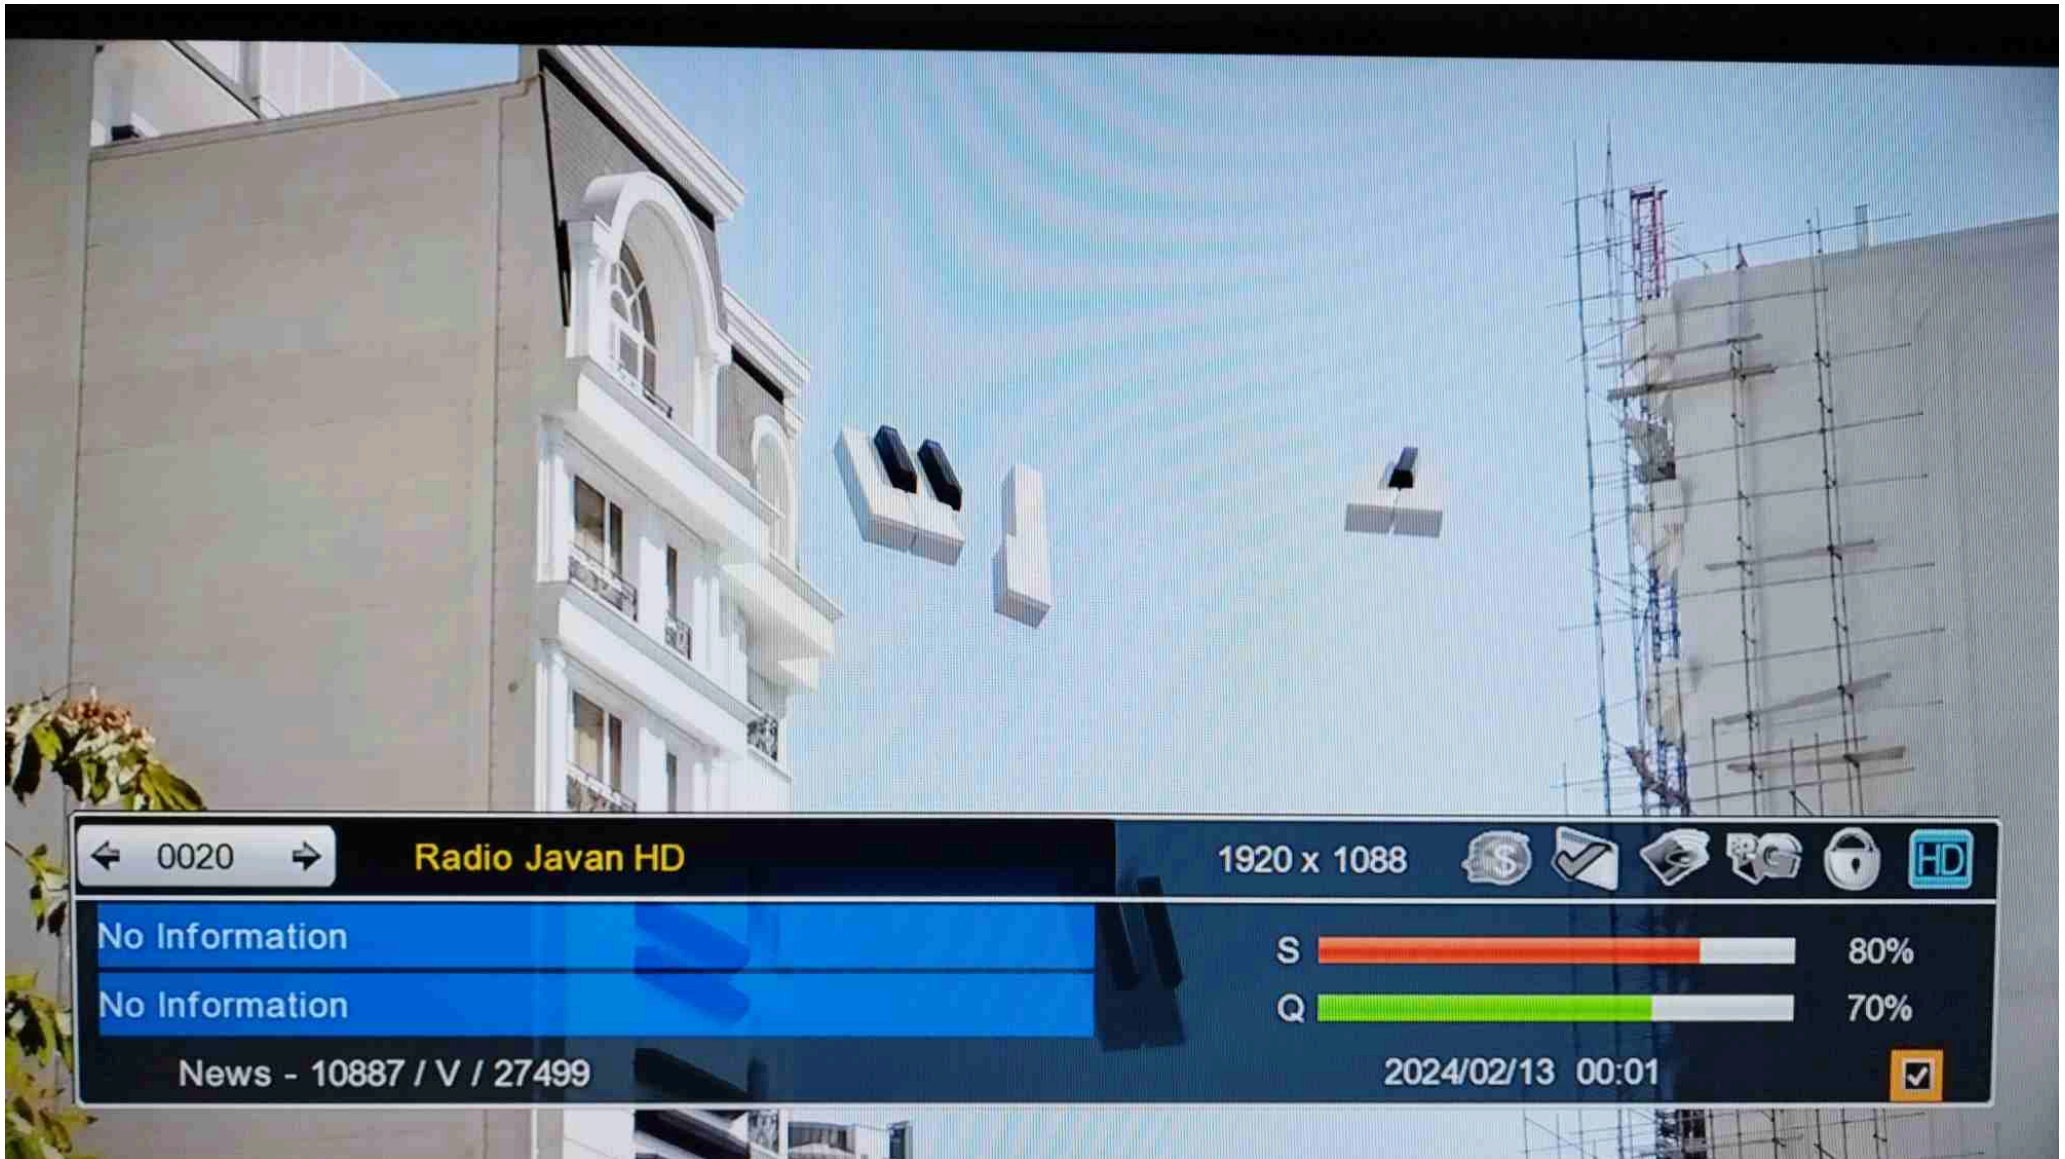 0020 Radio Javan HD 1920 x 1088 $ G HD
No Information
No Information
S 80%
Q 70%
News - 10887 / V / 27499 2024/02/13 00:01